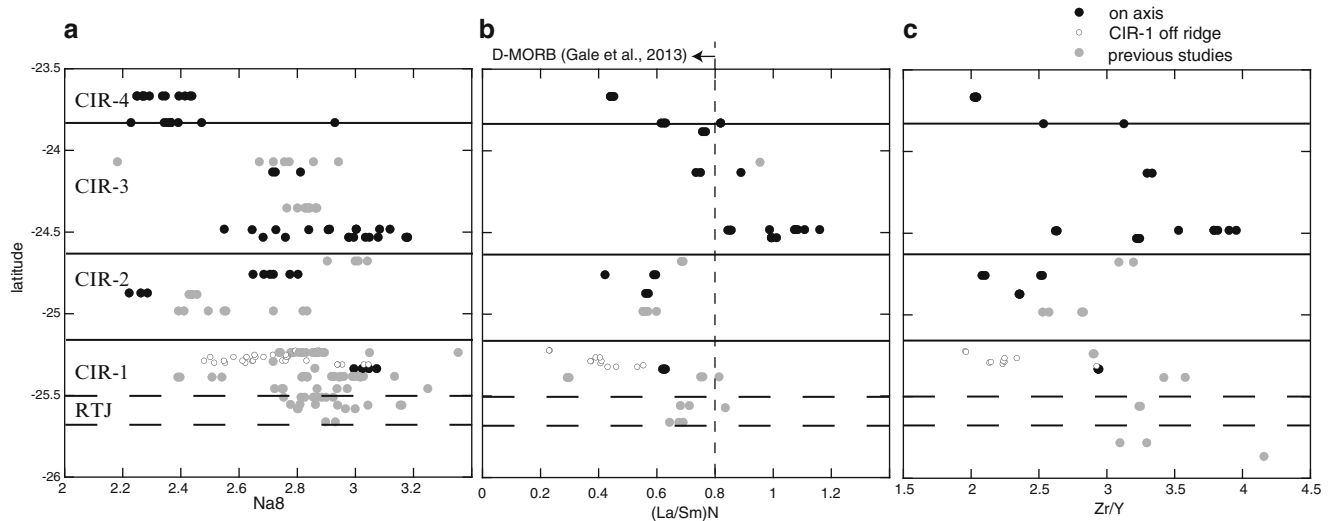 a
b
c
on axis
CIR-1 off ridge
previous studies
D-MORB (Gale et al., 2013)
latitude
-23.5
-24
-24.5
-25
-25.5
-26
CIR-4
CIR-3
CIR-2
CIR-1
RTJ
2 2.2 2.4 2.6 2.8 3 3.2
Na8
0 0.2 0.4 0.6 0.8 1 1.2
(La/Sm)N
1.5 2 2.5 3 3.5 4 4.5
Zr/Y